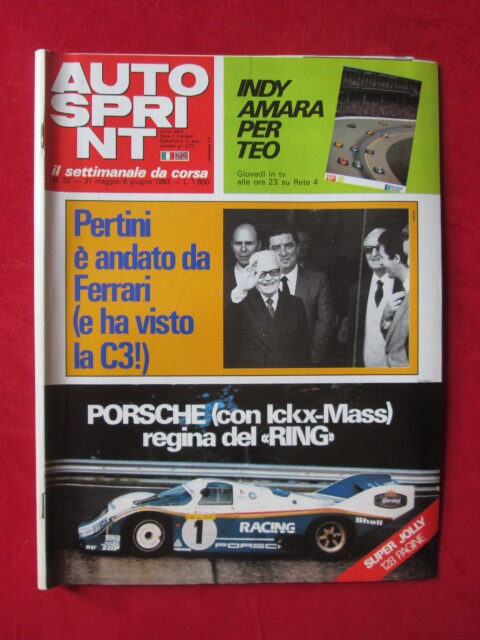 AUTO
SPRI
NT
il settimanale da corsa
N. 22 - 31 maggio/6 giugno 1983 - L. 1.800
INDY
AMARA
PER
TEO
Giovedì in tv
alle ore 23 su Rete 4
Pertini
è andato da
Ferrari
(e ha visto
la C3!)
PORSCHE (con Ickx-Mass)
regina del «RING»
1
RACING
PORSCHE
Shell
SUPER JOLLY
128 PAGINE